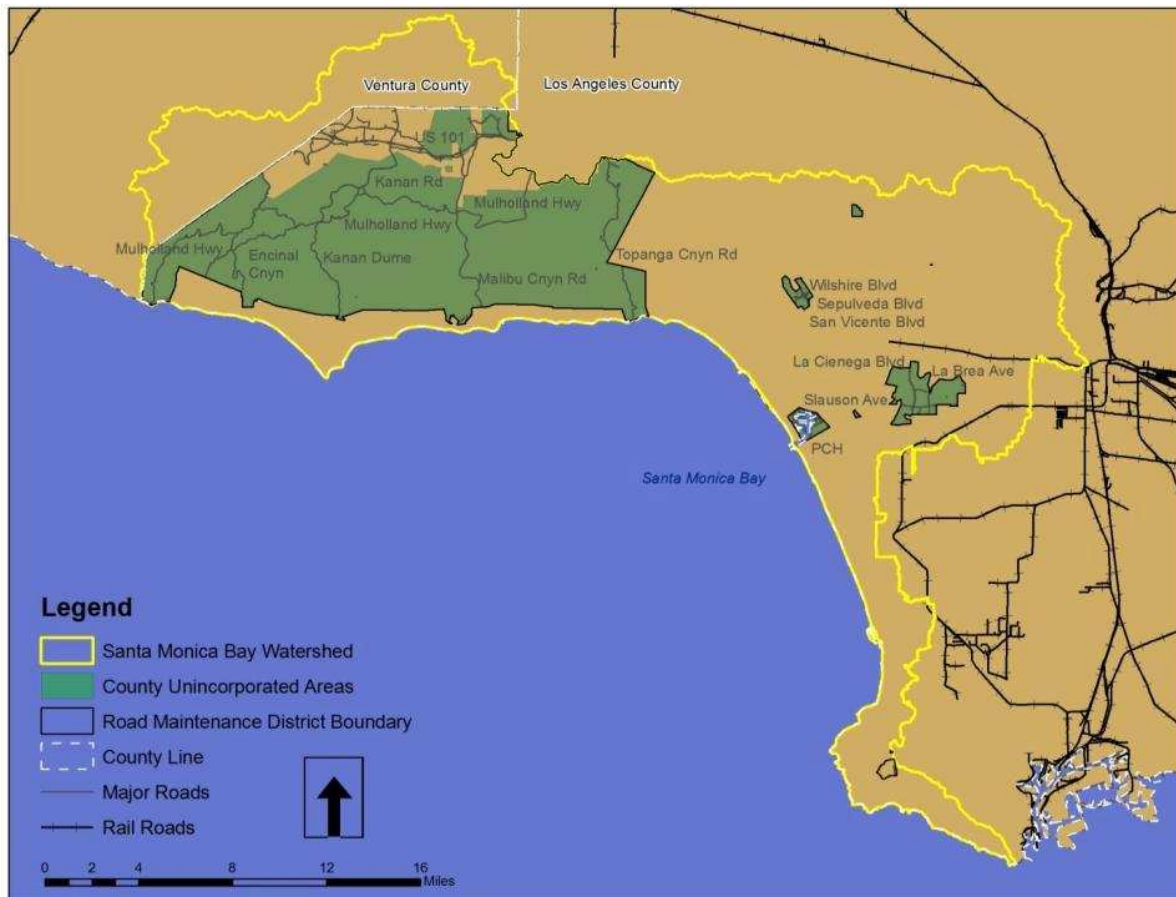 Ventura County
Los Angeles County
US 101
Kanan Rd
Mulholland Hwy
Mulholland Hwy
Mulholland Hwy
Encinal
Cnyn
Kanan Dume
Malibu Cnyn Rd
Topanga Cnyn Rd
Wilshire Blvd
Sepulveda Blvd
San Vicente Blvd
La Cienega Blvd
La Brea Ave
Slauson Ave
PCH
Santa Monica Bay
Legend
Santa Monica Bay Watershed
County Unincorporated Areas
Road Maintenance District Boundary
County Line
Major Roads
Rail Roads
0 2 4 8 12 16
Miles